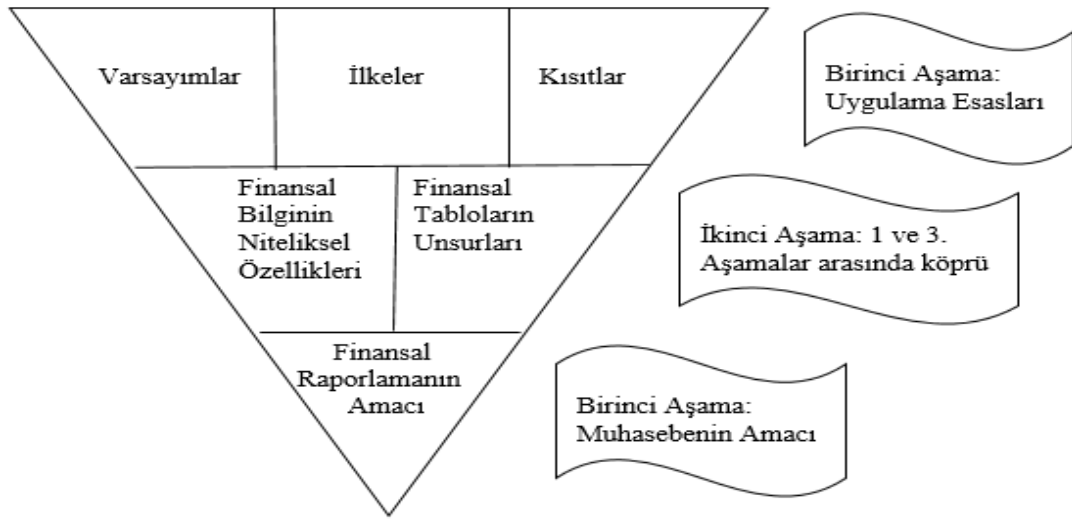 Varsayımlar
İlkeler
Kısıtlar
Birinci Aşama:
Uygulama Esasları
Finansal
Bilginin
Niteliksel
Özellikleri
Finansal
Tabloların
Unsurları
İkinci Aşama: 1 ve 3.
Aşamalar arasında köprü
Finansal
Raporlamanın
Amacı
Birinci Aşama:
Muhasebenin Amacı